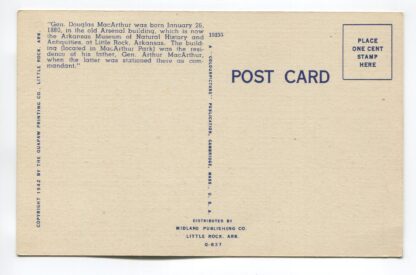 "Gen. Douglas MacArthur was born January 26,
1880, in the old Arsenal building, which is now
the Arkansas Museum of Natural History and
Antiquities, at Little Rock, Arkansas. The build-
ing (located in MacArthur Park) was the resi-
dence of his father, Gen. Arthur MacArthur,
when the latter was stationed there as com-
mandant."
COPYRIGHT 1942 BY THE QUAPAW PRINTING CO. LITTLE ROCK, ARK.
A "COLOURPICTURE" PUBLICATION, CAMBRIDGE, MASS. U. S. A.
POST CARD
PLACE
ONE CENT
STAMP
HERE
DISTRIBUTED BY
MIDLAND PUBLISHING CO.
LITTLE ROCK, ARK.